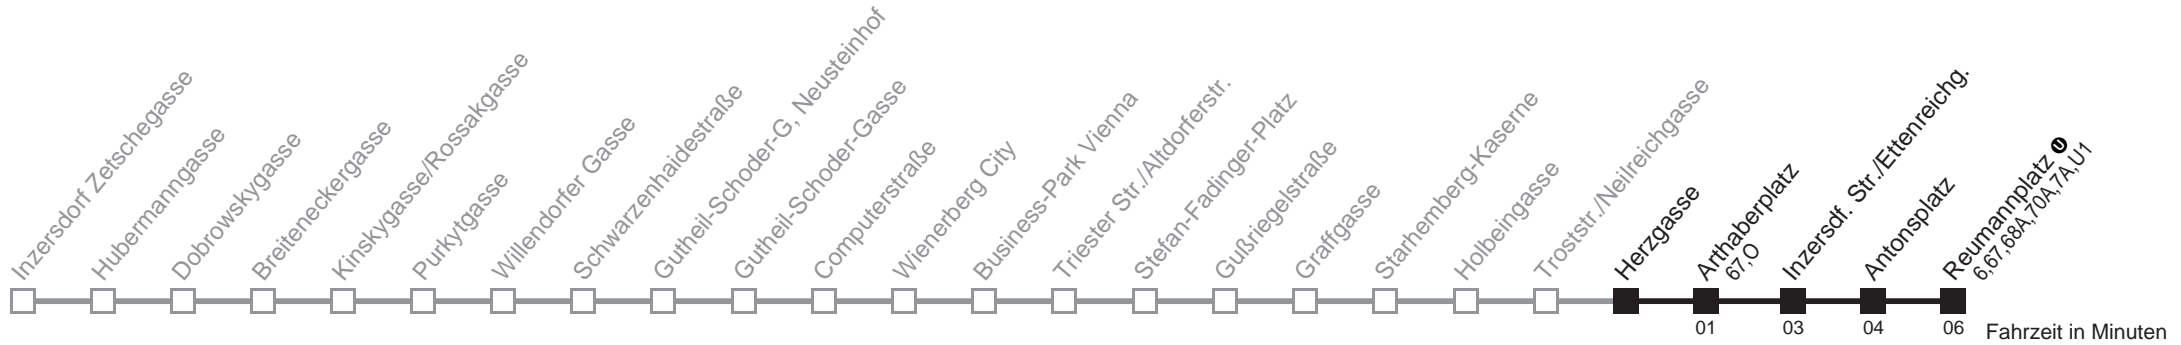 Inzersdorf Zetschegasse
Hubermanngasse
Dobrowskygasse
Breiteneckergasse
Kinskygasse/Rossakgasse
Purkytgasse
Willendorfer Gasse
Schwarzenhaidestraße
Gutheil-Schoder-G, Neusteinhof
Gutheil-Schoder-Gasse
Computerstraße
Wienerberg City
Business-Park Vienna
Triester Str./Altdorferstr.
Stefan-Fadinger-Platz
Gußriegelstraße
Graffgasse
Starhemberg-Kaserne
Holbeingasse
Troststr./Neilreichgasse
Herzgasse
Arthaberplatz
67,O
Inzersdf. Str./Ettenreichg.
Antonsplatz
Reumannplatz U
6,67,68A,70A,7A,U1
01
03
04
06
Fahrzeit in Minuten